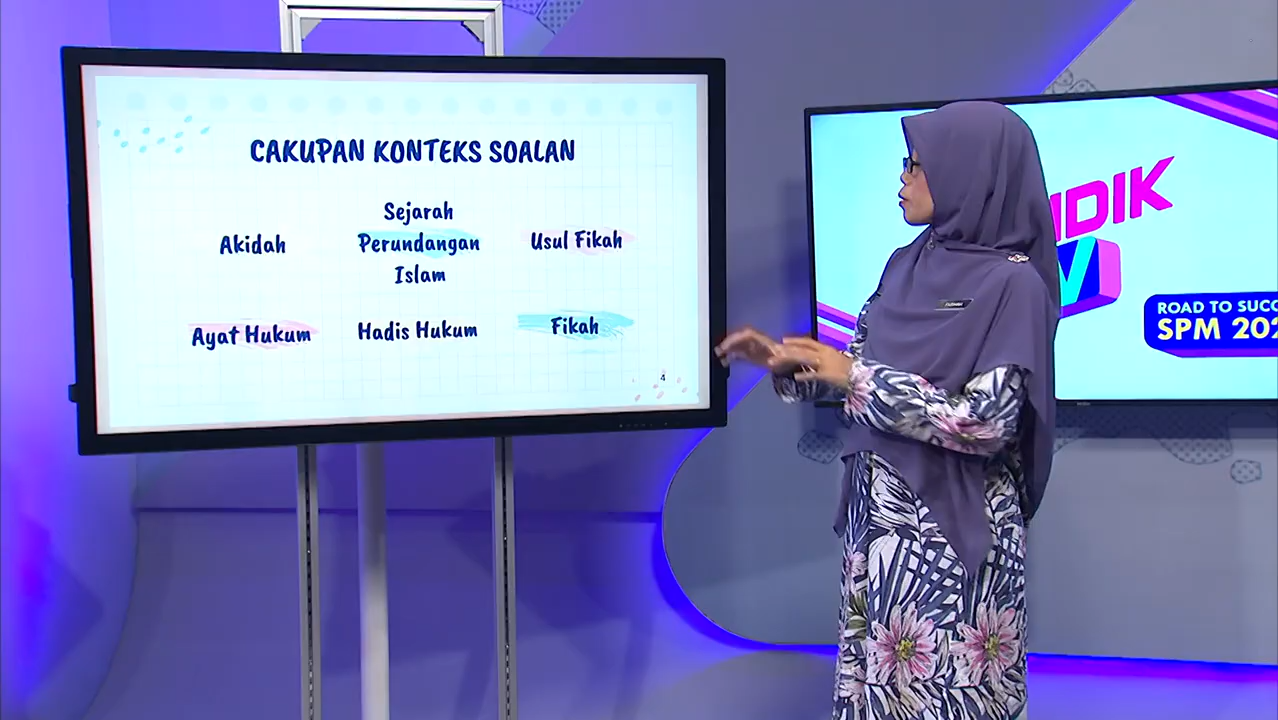 CAKUPAN KONTEKS SOALAN
Akidah
Sejarah
Perundangan
Islam
Usul Fikah
Ayat Hukum
Hadis Hukum
Fikah
4
IDIK
V
ROAD TO SUCC
SPM 202